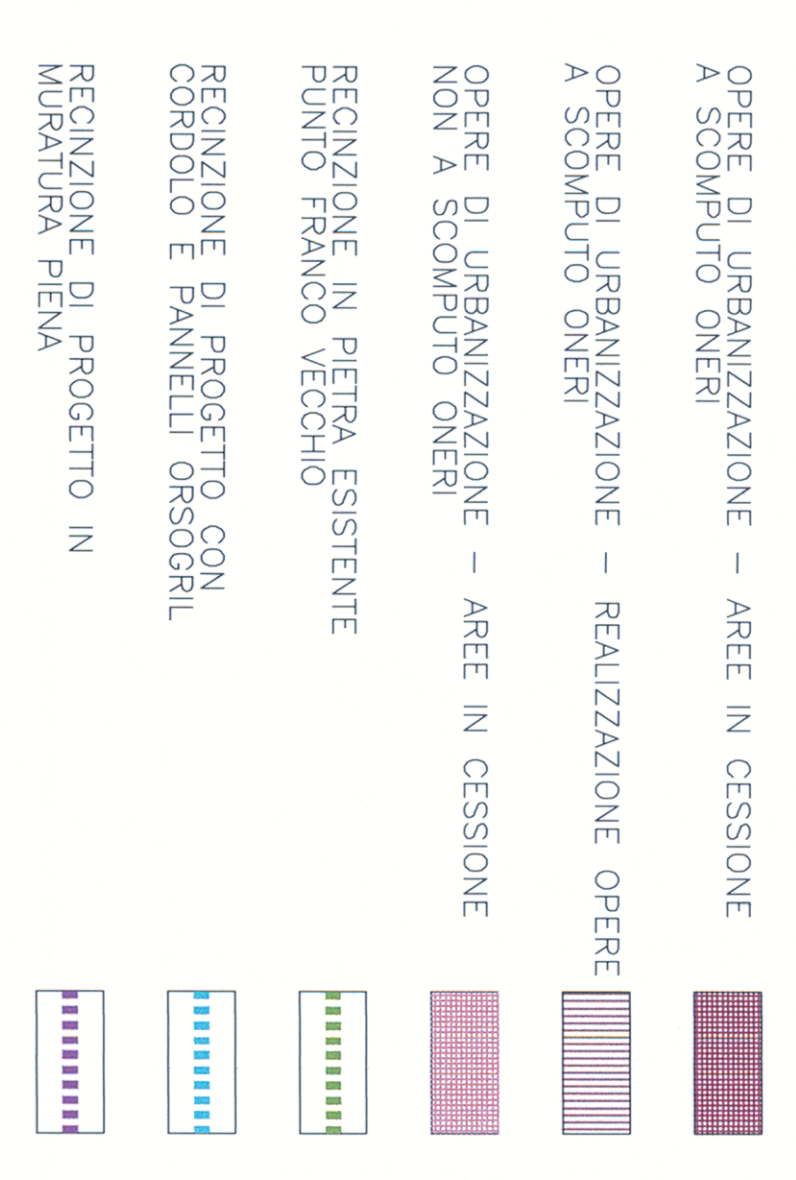 OPERE DI URBANIZZAZIONE – AREE IN CESSIONE
A SCOMPUTO ONERI
OPERE DI URBANIZZAZIONE – REALIZZAZIONE OPERE
A SCOMPUTO ONERI
OPERE DI URBANIZZAZIONE – AREE IN CESSIONE
NON A SCOMPUTO ONERI
RECINZIONE IN PIETRA ESISTENTE
PUNTO FRANCO VECCHIO
RECINZIONE DI PROGETTO CON
CORDOLO E PANNELLI ORSOGRIL
RECINZIONE DI PROGETTO IN
MURATURA PIENA